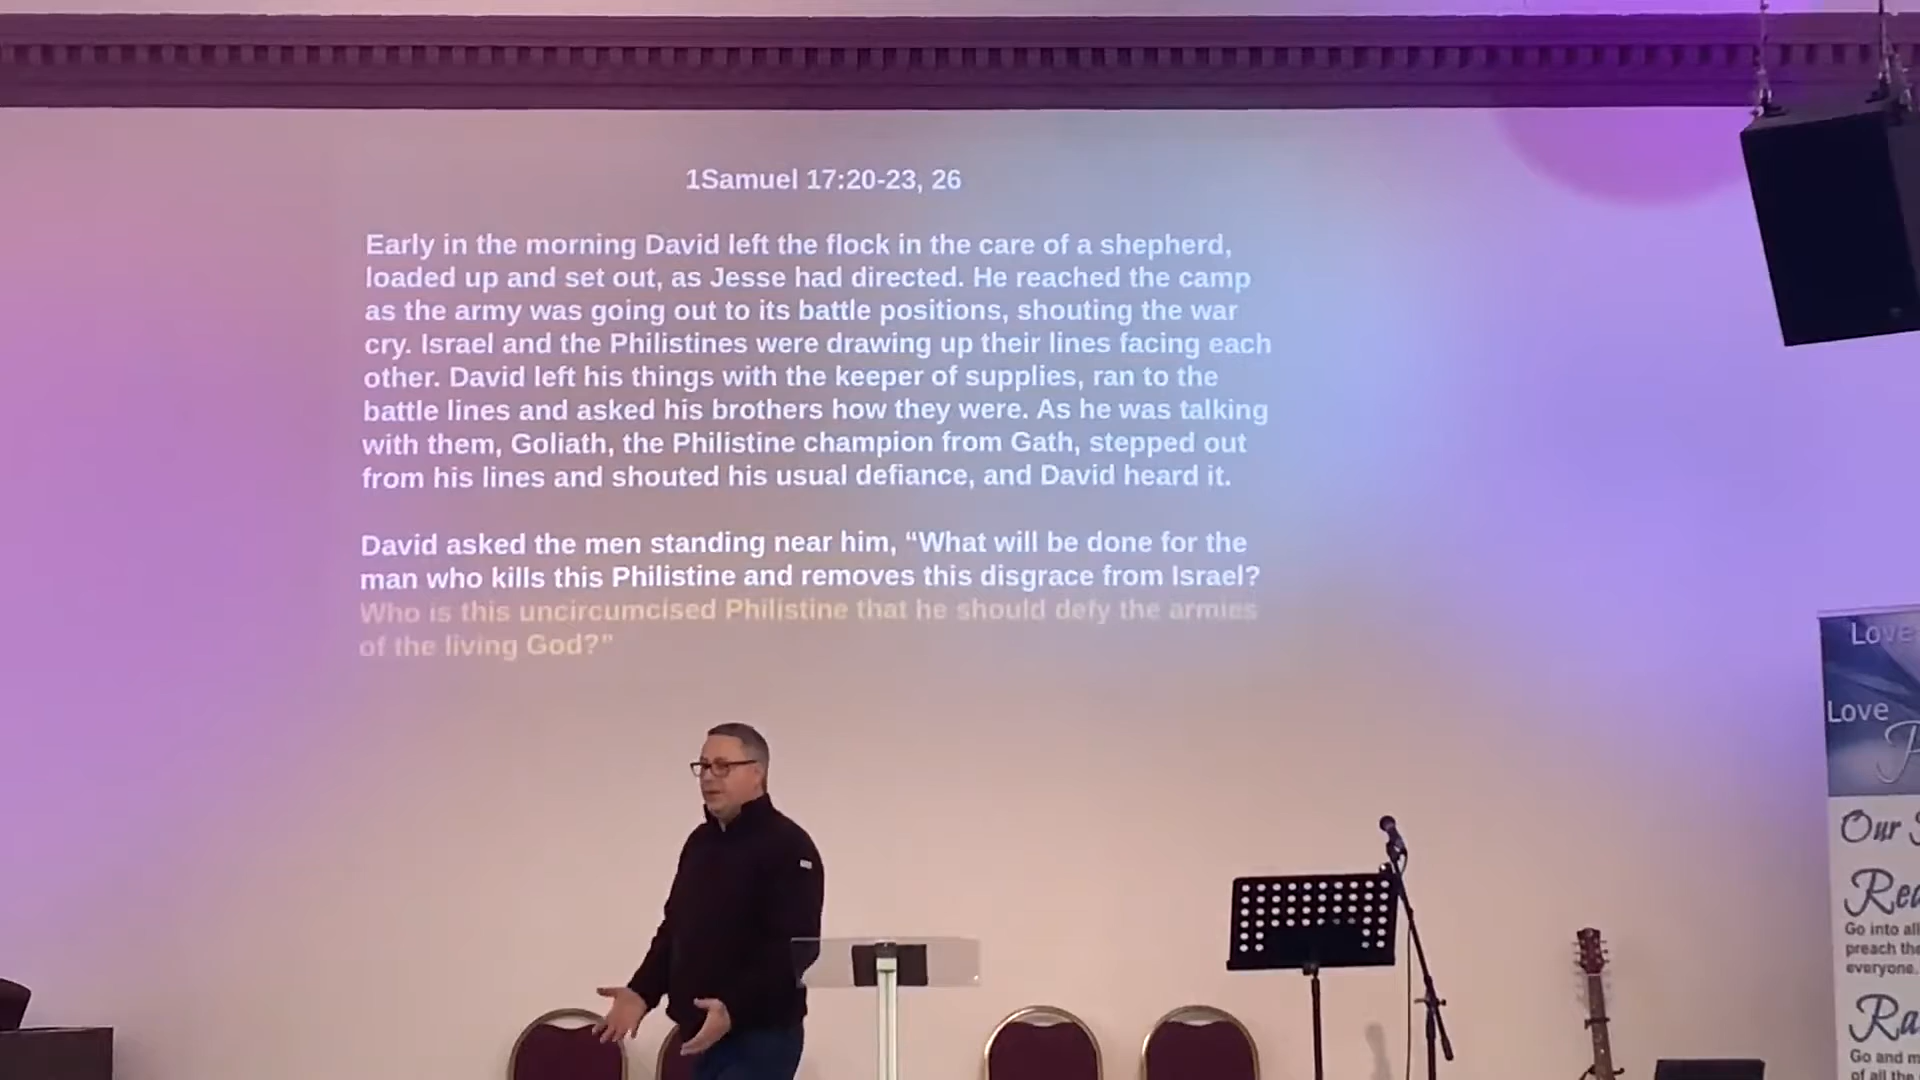 1Samuel 17:20-23, 26
Early in the morning David left the flock in the care of a shepherd,
loaded up and set out, as Jesse had directed. He reached the camp
as the army was going out to its battle positions, shouting the war
cry. Israel and the Philistines were drawing up their lines facing each
other. David left his things with the keeper of supplies, ran to the
battle lines and asked his brothers how they were. As he was talking
with them, Goliath, the Philistine champion from Gath, stepped out
from his lines and shouted his usual defiance, and David heard it.
David asked the men standing near him, “What will be done for the
man who kills this Philistine and removes this disgrace from Israel?
Who is this uncircumcised Philistine that he should defy the armies
of the living God?”
Love
Love
Our
Go into all
preach the
everyone.
Go and
of all the